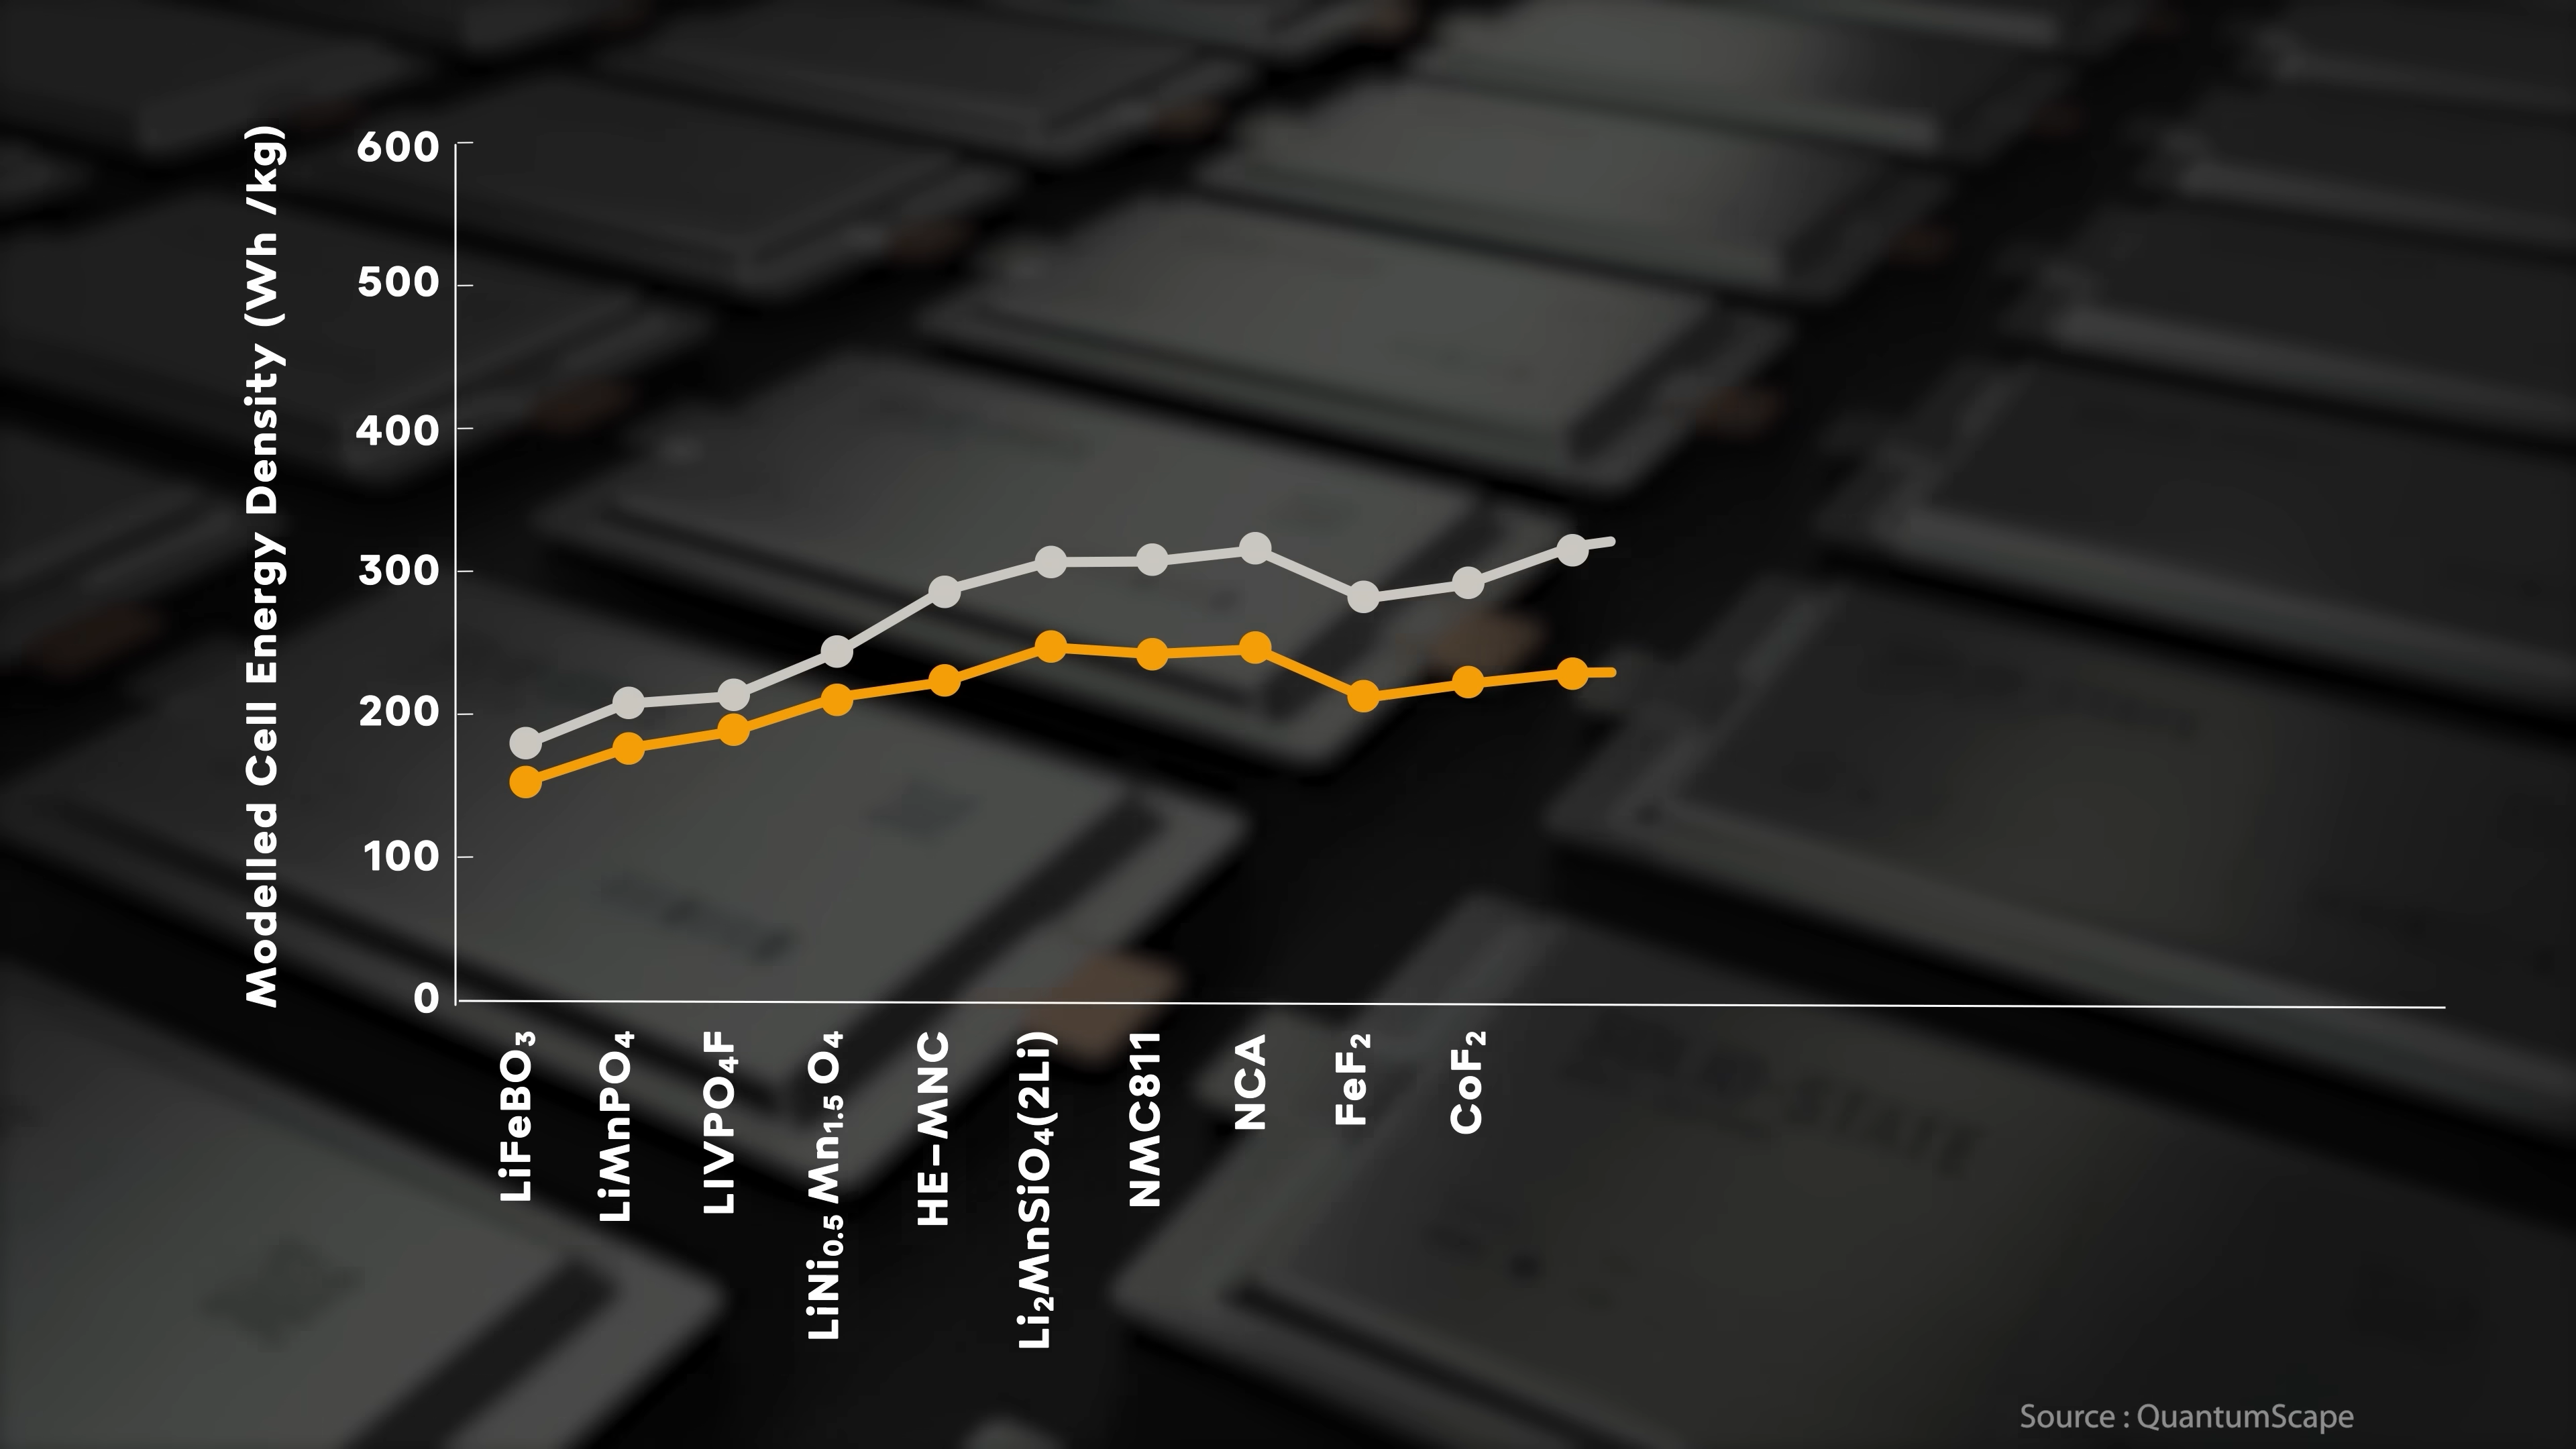 Modelled Cell Energy Density (Wh /kg)
600
500
400
300
200
100
0
LiFeBO₃
LiMnPO₄
LIVPO₄F
LiNi₀.₅ Mn₁.₅ O₄
HE-MNC
Li₂MnSiO₄(2Li)
NMC811
NCA
FeF₂
CoF₂
Source : QuantumScape